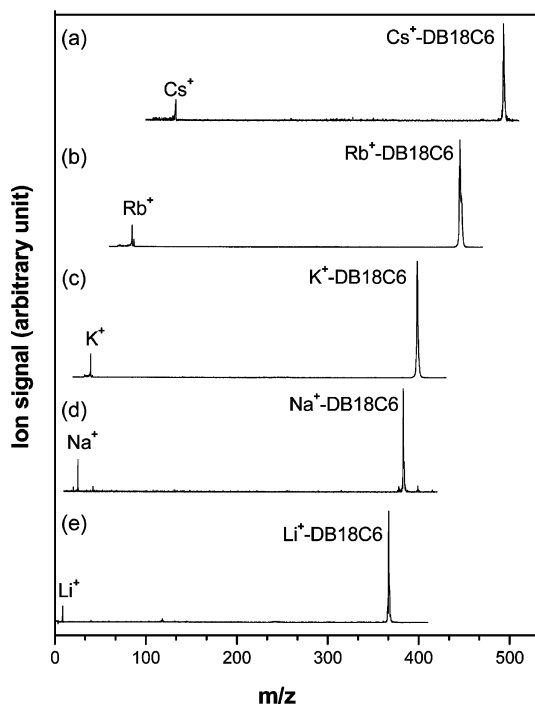 (a)
Cs⁺-DB18C6
Cs⁺
(b)
Rb⁺-DB18C6
Rb⁺
(c)
K⁺-DB18C6
K⁺
(d)
Na⁺-DB18C6
Na⁺
(e)
Li⁺-DB18C6
Li⁺
Ion signal (arbitrary unit)
0 100 200 300 400 500
m/z